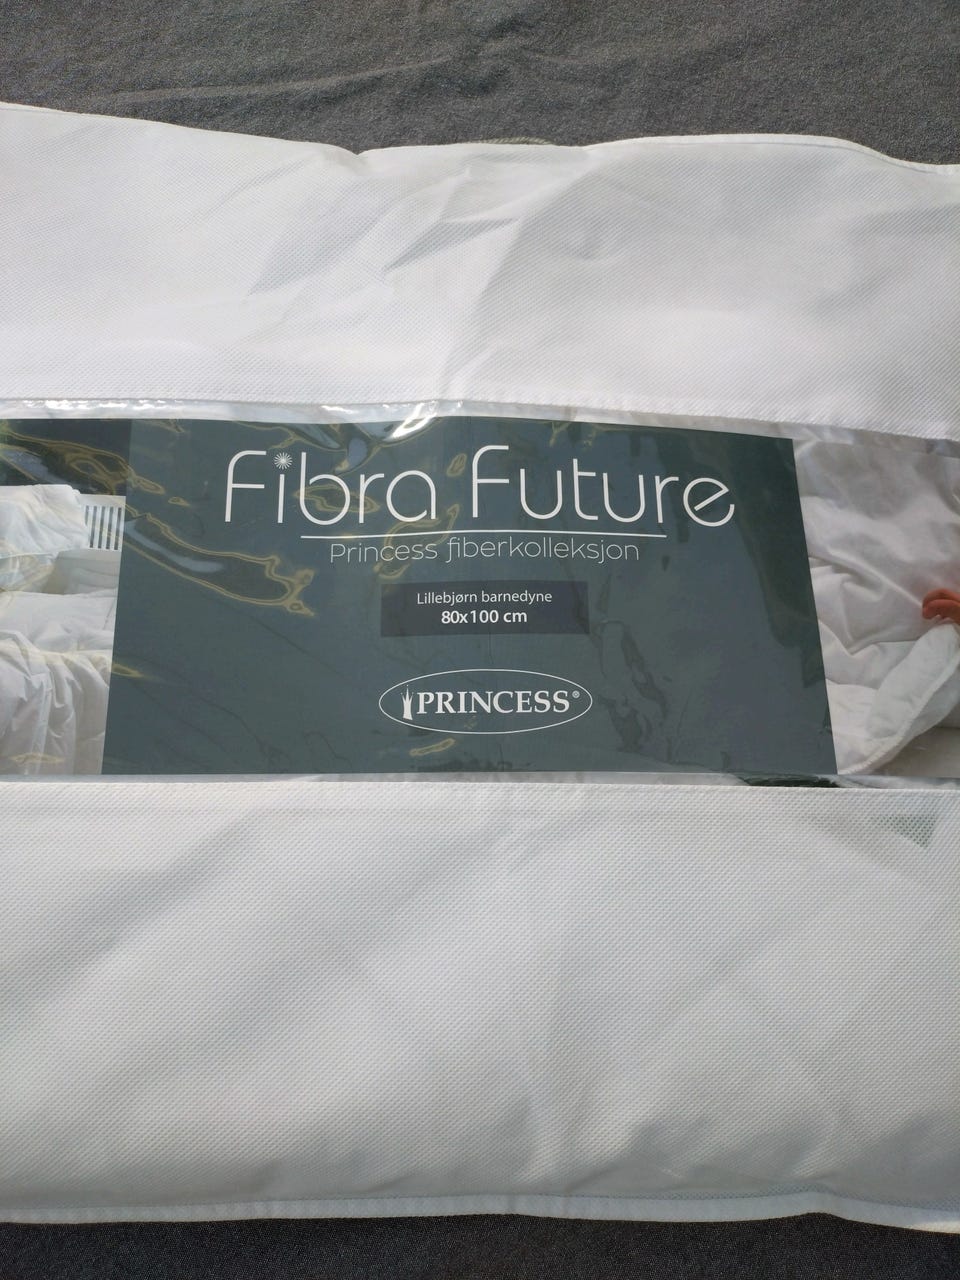 Fibra Future
Princess fiberkolleksjon
Lillebjørn barnedyne
80x100 cm
PRINCESS®